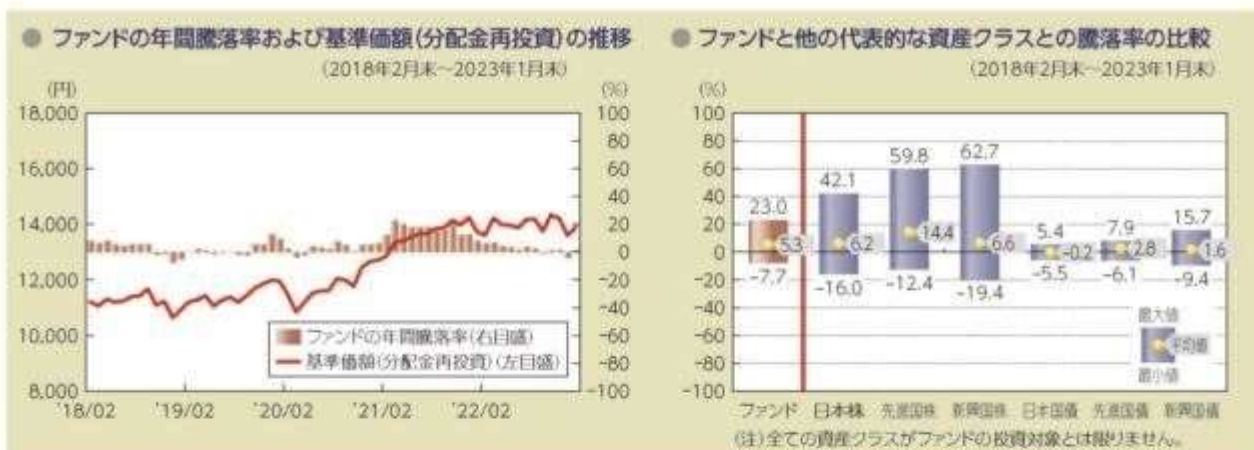 ● ファンドの年間騰落率および基準価額(分配金再投資)の推移
(2018年2月末~2023年1月末)
(円)
(%)
18,000
16,000
14,000
12,000
10,000
8,000
100
80
60
40
20
0
-20
-40
-60
-80
-100
ファンドの年間騰落率(右目盛)
基準価額(分配金再投資)(左目盛)
'18/02 '19/02 '20/02 '21/02 '22/02
● ファンドと他の代表的な資産クラスとの騰落率の比較
(2018年2月末~2023年1月末)
(%)
100
80
60
40
20
0
-20
-40
-60
-80
-100
23.0 42.1 59.8 62.7 5.4 7.9 15.7
5.3 6.2 14.4 6.6 -0.2 2.8 1.6
-7.7 -16.0 -12.4 -19.4 -5.5 -6.1 -9.4
最大値
平均値
最小値
ファンド 日本株 先進国株 新興国株 日本国債 先進国債 新興国債
(注)全ての資産クラスがファンドの投資対象とは限りません。